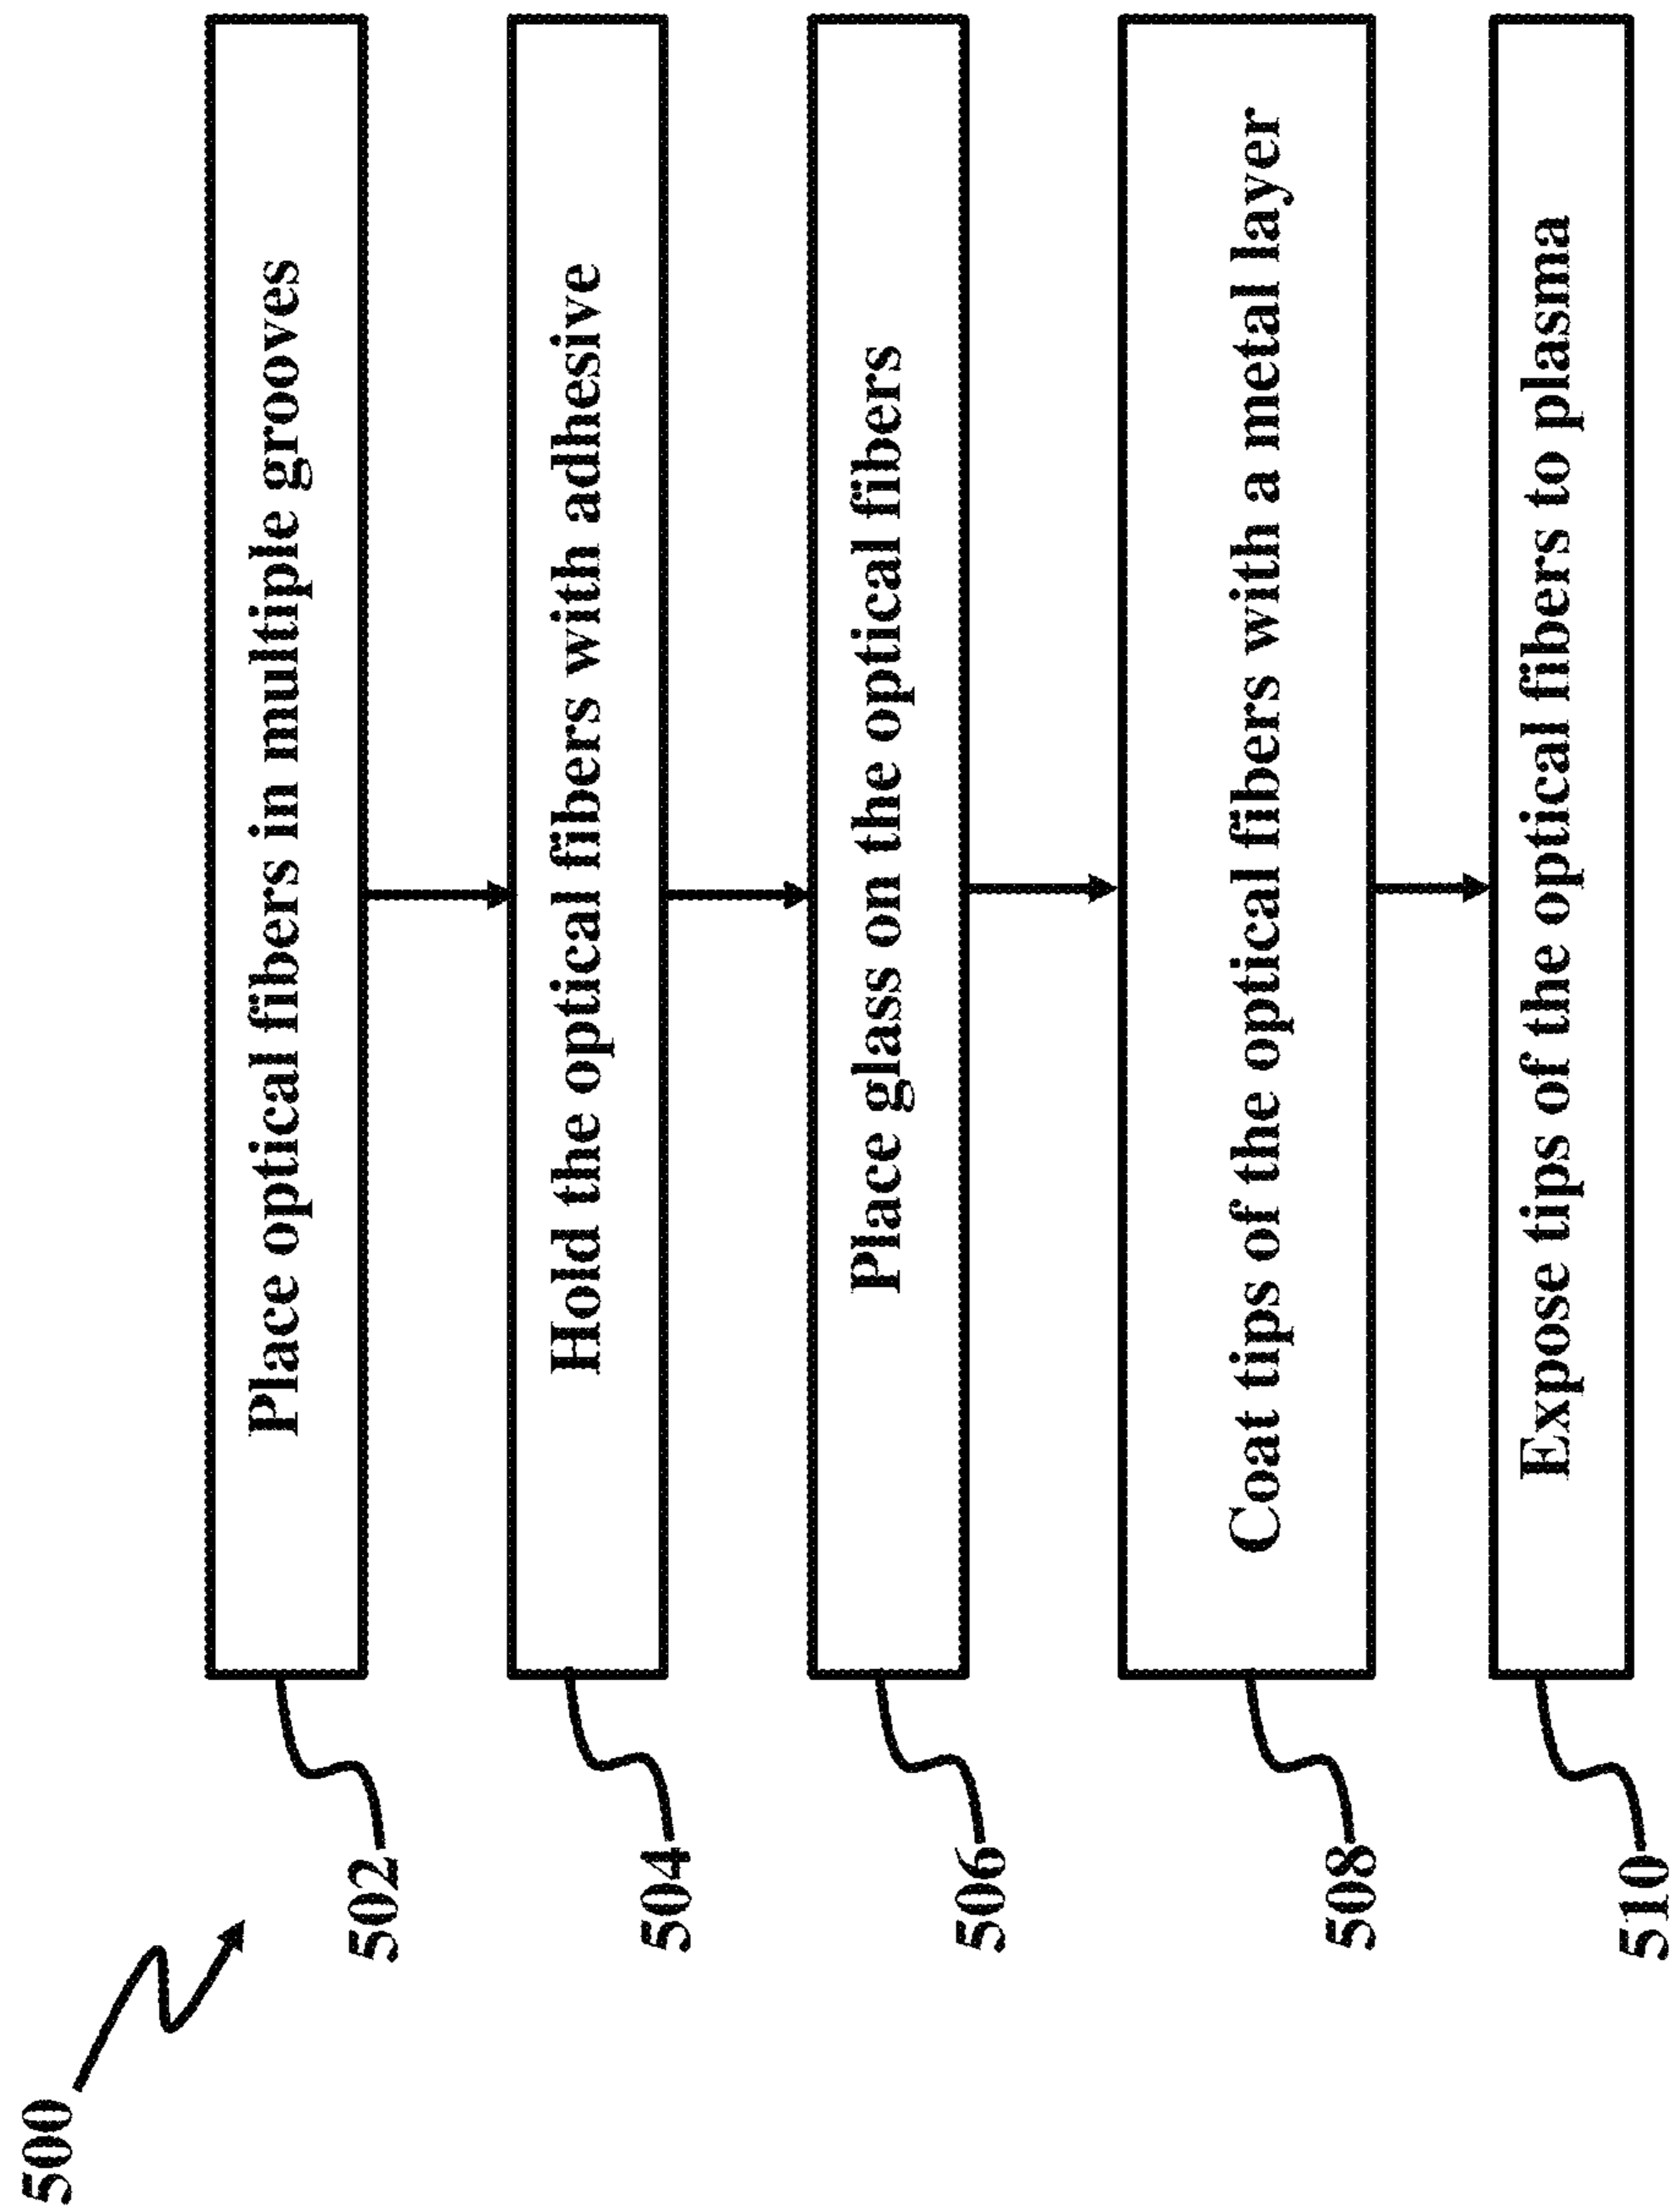 500
502
Place optical fibers in multiple grooves
504
Hold the optical fibers with adhesive
506
Place glass on the optical fibers
508
Coat tips of the optical fibers with a metal layer
510
Expose tips of the optical fibers to plasma